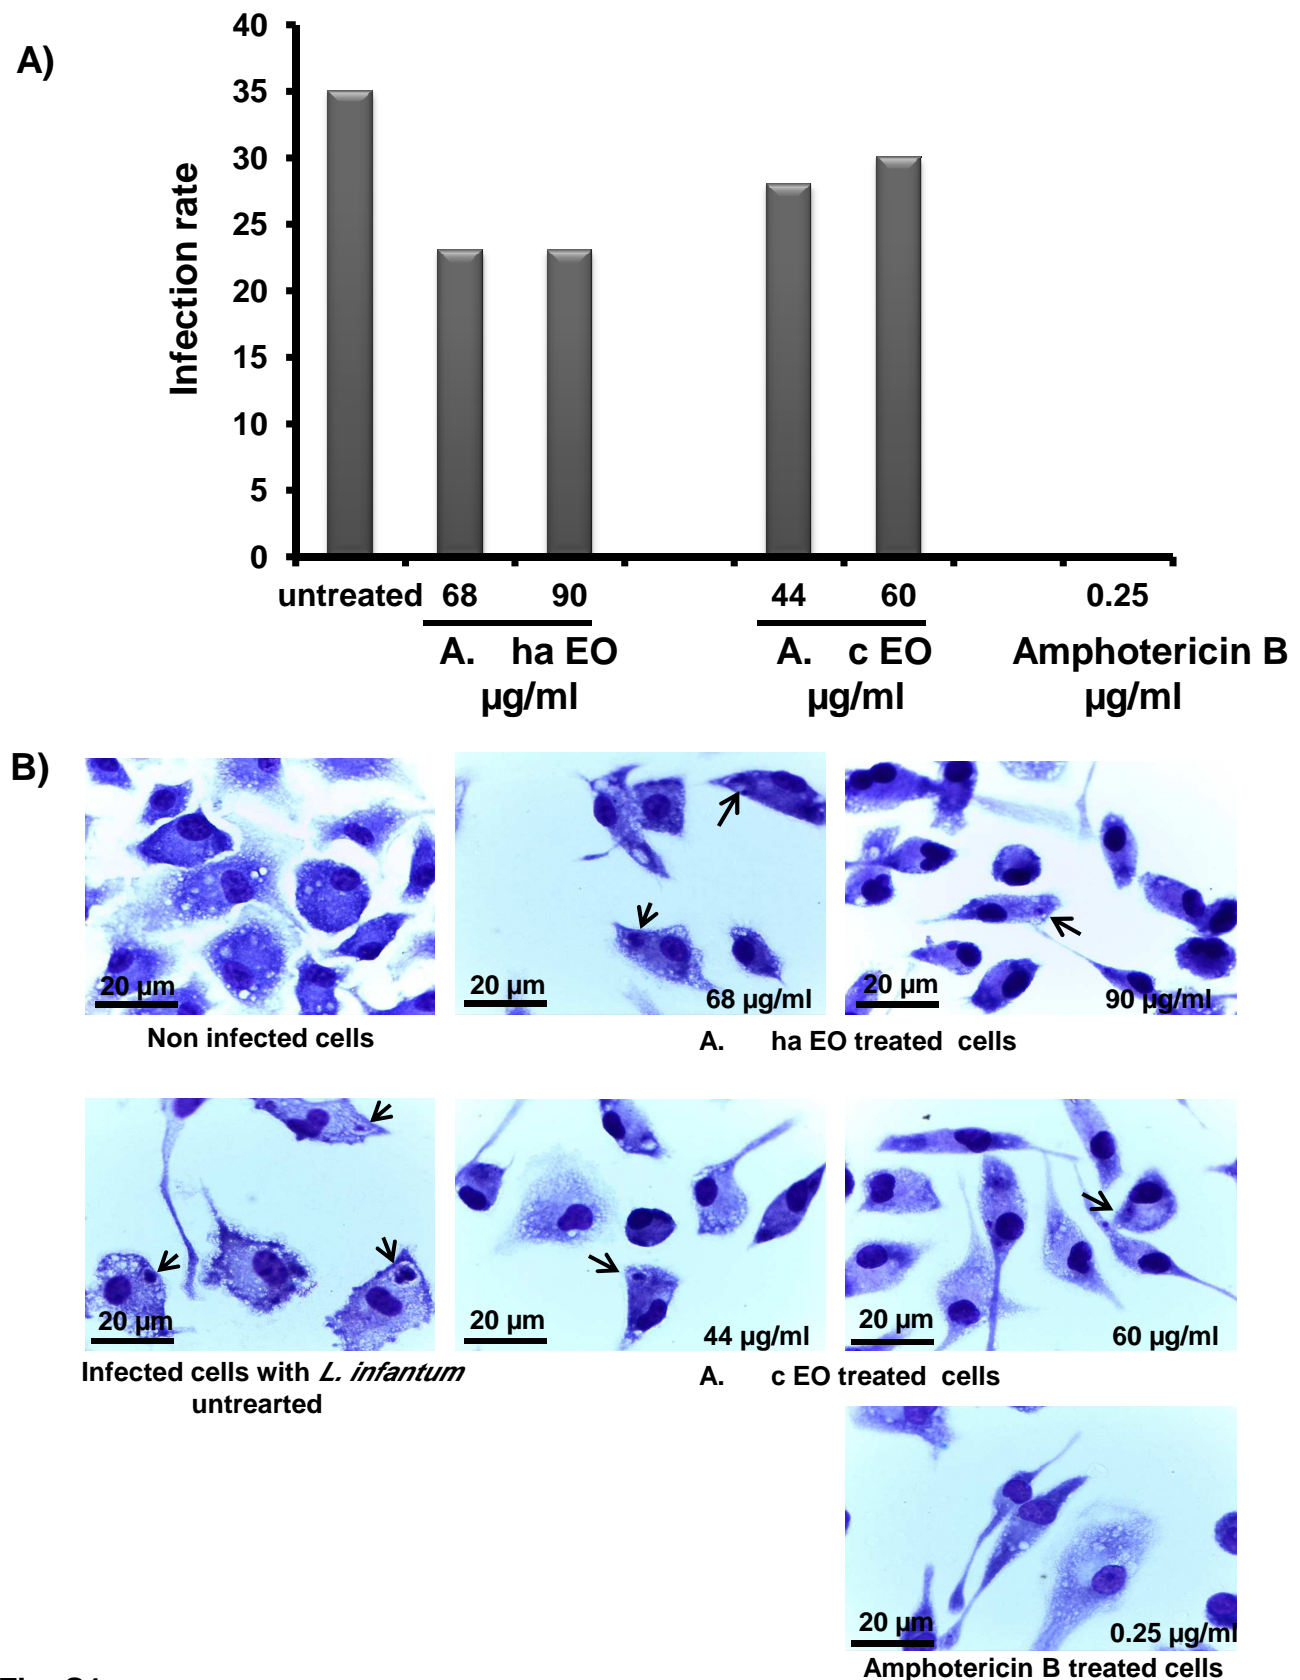 A)
40
35
30
25
20
15
10
5
0
Infection rate
untreated 68 90 44 60 0.25
A. ha EO A. c EO Amphotericin B
µg/ml µg/ml µg/ml
B)
20 µm
20 µm 68 µg/ml
20 µm 90 µg/ml
Non infected cells
A. ha EO treated cells
20 µm
20 µm 44 µg/ml
20 µm 60 µg/ml
Infected cells with L. infantum
untrearted
A. c EO treated cells
20 µm 0.25 µg/ml
Amphotericin B treated cells